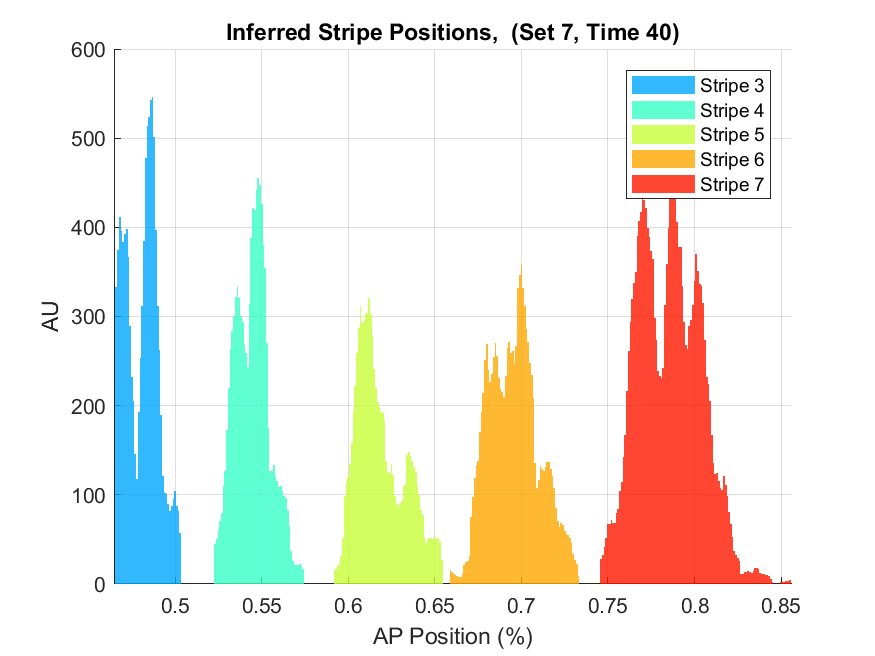 Inferred Stripe Positions,  (Set 7, Time 40)
600
500
400
300
200
100
0
AU
Stripe 3
Stripe 4
Stripe 5
Stripe 6
Stripe 7
0.5 0.55 0.6 0.65 0.7 0.75 0.8 0.85
AP Position (%)